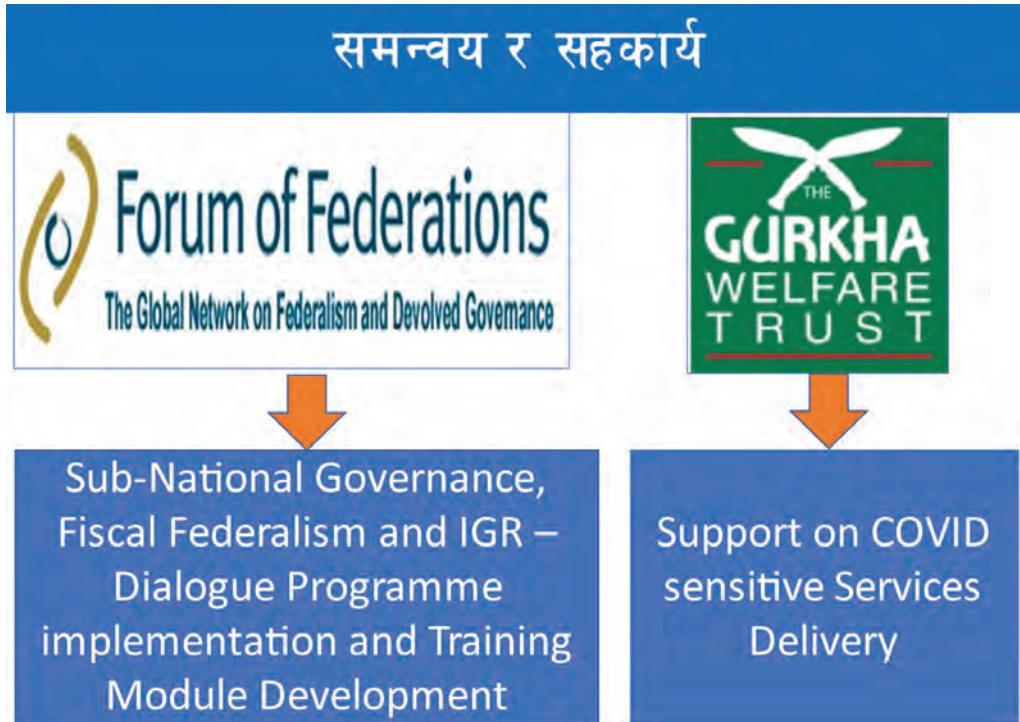 समन्वय र सहकार्य
Forum of Federations
The Global Network on Federalism and Devolved Governance
THE
GURKHA
WELFARE
TRUST
Sub-National Governance,
Fiscal Federalism and IGR –
Dialogue Programme
implementation and Training
Module Development
Support on COVID
sensitive Services
Delivery